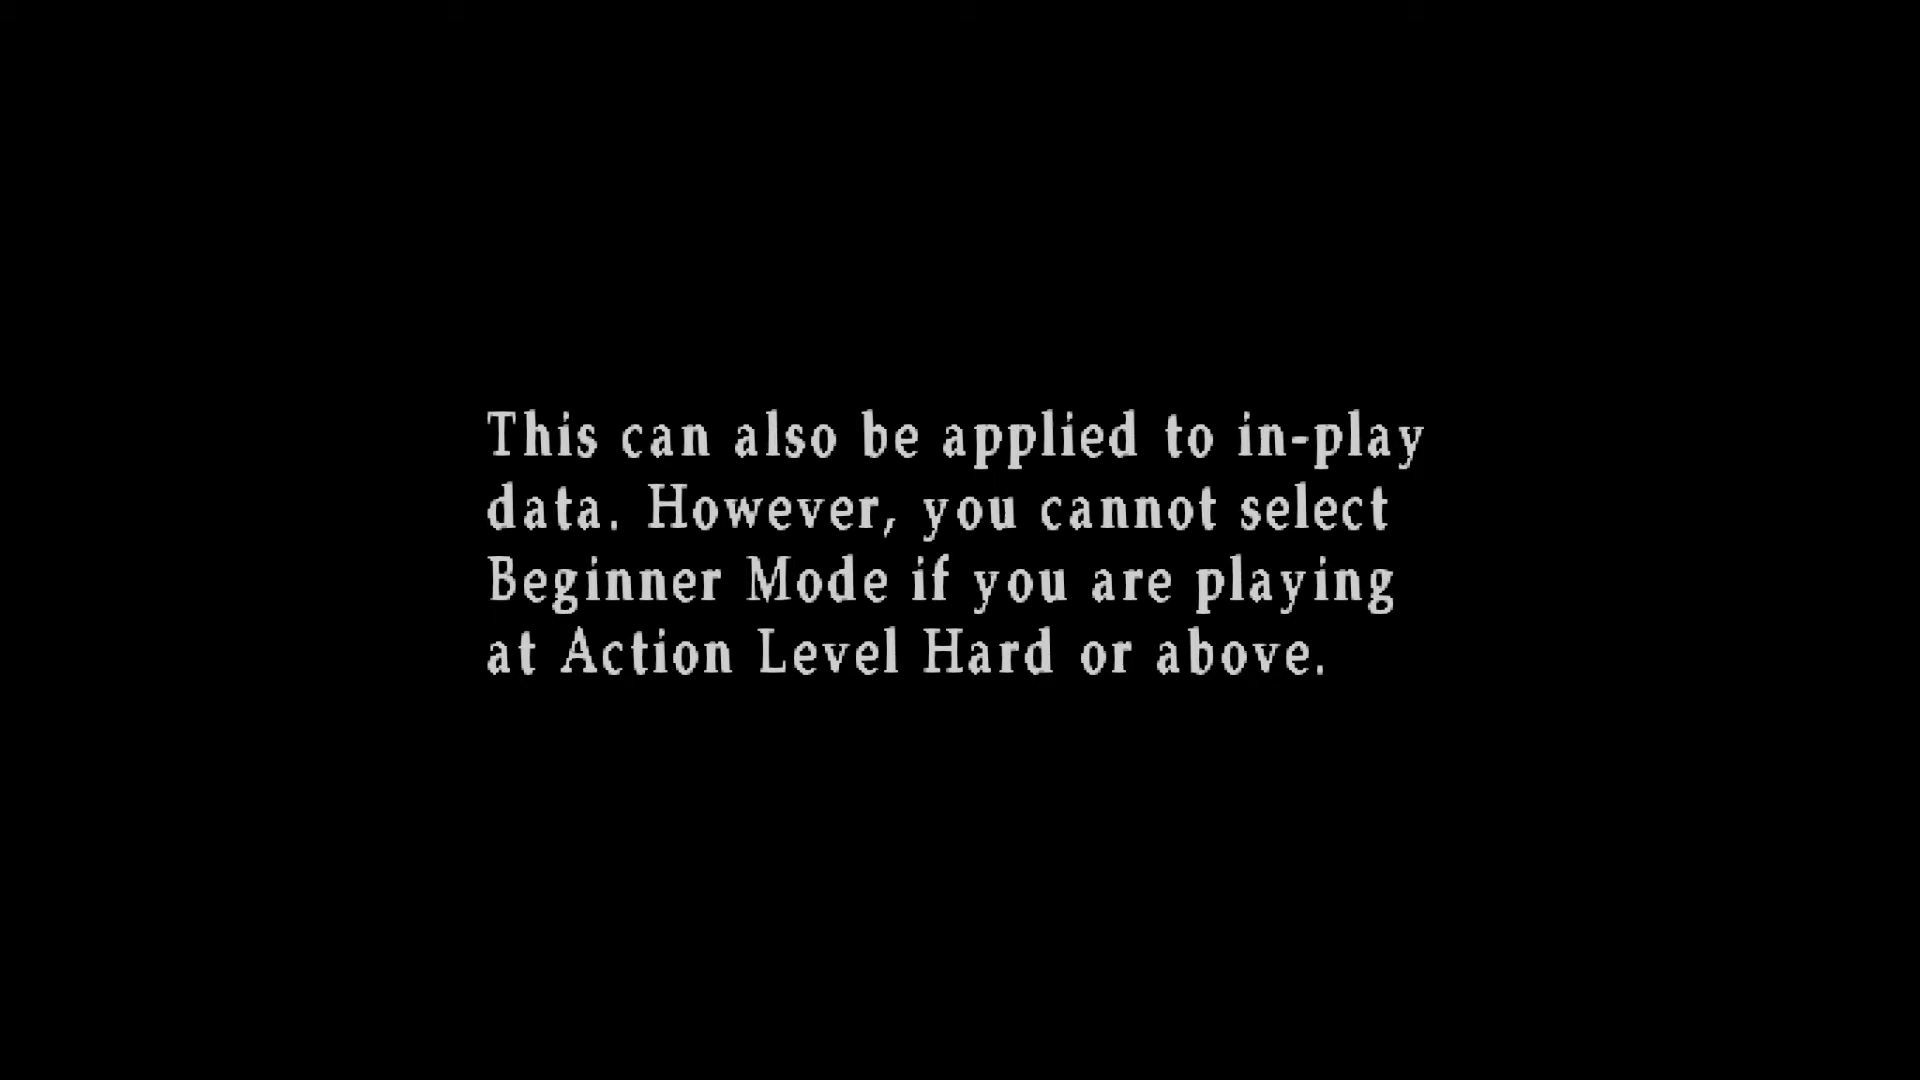 This can also be applied to in-play
data. However, you cannot select
Beginner Mode if you are playing
at Action Level Hard or above.